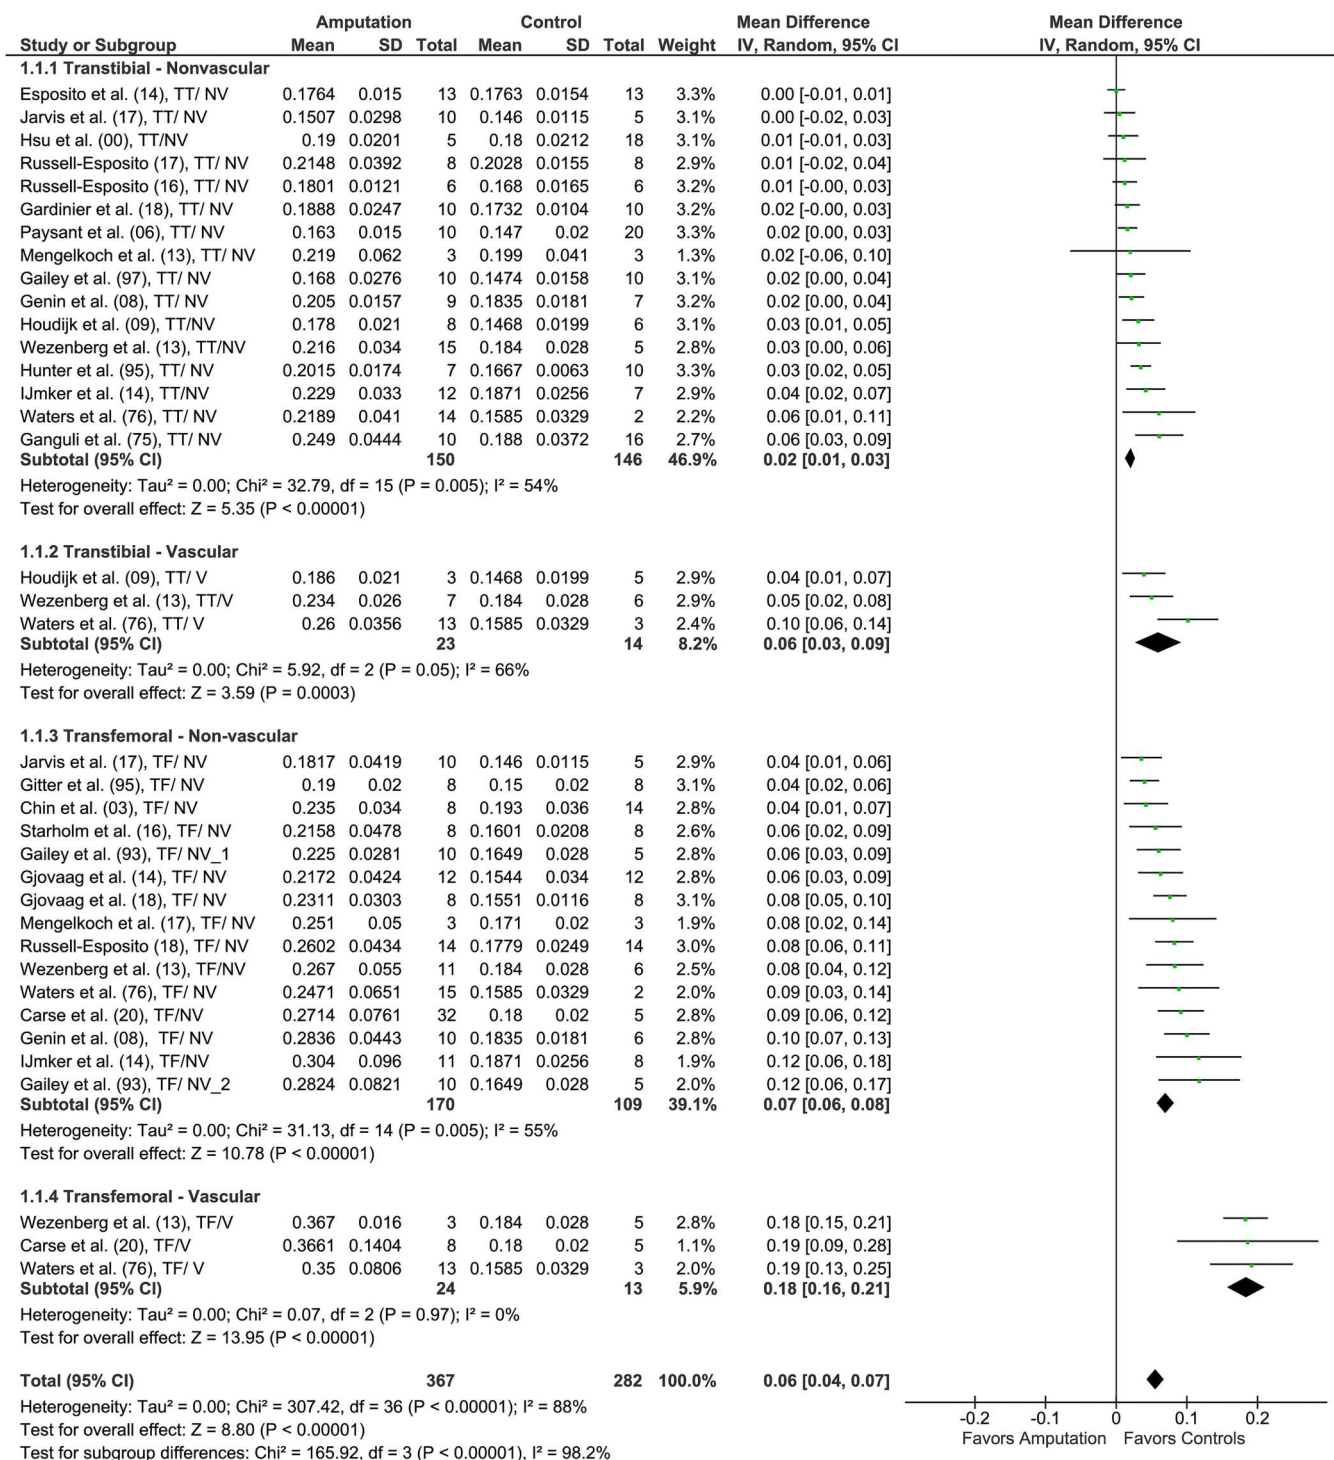 Amputation Control Mean Difference Mean Difference
Study or Subgroup Mean SD Total Mean SD Total Weight IV, Random, 95% CI IV, Random, 95% CI
1.1.1 Transtibial - Nonvascular
Esposito et al. (14), TT/ NV 0.1764 0.015 13 0.1763 0.0154 13 3.3% 0.00 [-0.01, 0.01]
Jarvis et al. (17), TT/ NV 0.1507 0.0298 10 0.146 0.0115 5 3.1% 0.00 [-0.02, 0.03]
Hsu et al. (00), TT/NV 0.19 0.0201 5 0.18 0.0212 18 3.1% 0.01 [-0.01, 0.03]
Russell-Esposito (17), TT/ NV 0.2148 0.0392 8 0.2028 0.0155 8 2.9% 0.01 [-0.02, 0.04]
Russell-Esposito (16), TT/ NV 0.1801 0.0121 6 0.168 0.0165 6 3.2% 0.01 [-0.00, 0.03]
Gardinier et al. (18), TT/ NV 0.1888 0.0247 10 0.1732 0.0104 10 3.2% 0.02 [-0.00, 0.03]
Paysant et al. (06), TT/ NV 0.163 0.015 10 0.147 0.02 20 3.3% 0.02 [0.00, 0.03]
Mengelkoch et al. (13), TT/ NV 0.219 0.062 3 0.199 0.041 3 1.3% 0.02 [-0.06, 0.10]
Gailey et al. (97), TT/ NV 0.168 0.0276 10 0.1474 0.0158 10 3.1% 0.02 [0.00, 0.04]
Genin et al. (08), TT/ NV 0.205 0.0157 9 0.1835 0.0181 7 3.2% 0.02 [0.00, 0.04]
Houdijk et al. (09), TT/NV 0.178 0.021 8 0.1468 0.0199 6 3.1% 0.03 [0.01, 0.05]
Wezenberg et al. (13), TT/NV 0.216 0.034 15 0.184 0.028 5 2.8% 0.03 [0.00, 0.06]
Hunter et al. (95), TT/ NV 0.2015 0.0174 7 0.1667 0.0063 10 3.3% 0.03 [0.02, 0.05]
IJmker et al. (14), TT/NV 0.229 0.033 12 0.1871 0.0256 7 2.9% 0.04 [0.02, 0.07]
Waters et al. (76), TT/ NV 0.2189 0.041 14 0.1585 0.0329 2 2.2% 0.06 [0.01, 0.11]
Ganguli et al. (75), TT/ NV 0.249 0.0444 10 0.188 0.0372 16 2.7% 0.06 [0.03, 0.09]
Subtotal (95% CI) 150 146 46.9% 0.02 [0.01, 0.03]
Heterogeneity: Tau² = 0.00; Chi² = 32.79, df = 15 (P = 0.005); I² = 54%
Test for overall effect: Z = 5.35 (P < 0.00001)
1.1.2 Transtibial - Vascular
Houdijk et al. (09), TT/ V 0.186 0.021 3 0.1468 0.0199 5 2.9% 0.04 [0.01, 0.07]
Wezenberg et al. (13), TT/V 0.234 0.026 7 0.184 0.028 6 2.9% 0.05 [0.02, 0.08]
Waters et al. (76), TT/ V 0.26 0.0356 13 0.1585 0.0329 3 2.4% 0.10 [0.06, 0.14]
Subtotal (95% CI) 23 14 8.2% 0.06 [0.03, 0.09]
Heterogeneity: Tau² = 0.00; Chi² = 5.92, df = 2 (P = 0.05); I² = 66%
Test for overall effect: Z = 3.59 (P = 0.0003)
1.1.3 Transfemoral - Non-vascular
Jarvis et al. (17), TF/ NV 0.1817 0.0419 10 0.146 0.0115 5 2.9% 0.04 [0.01, 0.06]
Gitter et al. (95), TF/ NV 0.19 0.02 8 0.15 0.02 8 3.1% 0.04 [0.02, 0.06]
Chin et al. (03), TF/ NV 0.235 0.034 8 0.193 0.036 14 2.8% 0.04 [0.01, 0.07]
Starholm et al. (16), TF/ NV 0.2158 0.0478 8 0.1601 0.0208 8 2.6% 0.06 [0.02, 0.09]
Gailey et al. (93), TF/ NV_1 0.225 0.0281 10 0.1649 0.028 5 2.8% 0.06 [0.03, 0.09]
Gjovaag et al. (14), TF/ NV 0.2172 0.0424 12 0.1544 0.034 12 2.8% 0.06 [0.03, 0.09]
Gjovaag et al. (18), TF/ NV 0.2311 0.0303 8 0.1551 0.0116 8 3.1% 0.08 [0.05, 0.10]
Mengelkoch et al. (17), TF/ NV 0.251 0.05 3 0.171 0.02 3 1.9% 0.08 [0.02, 0.14]
Russell-Esposito (18), TF/ NV 0.2602 0.0434 14 0.1779 0.0249 14 3.0% 0.08 [0.06, 0.11]
Wezenberg et al. (13), TF/NV 0.267 0.055 11 0.184 0.028 6 2.5% 0.08 [0.04, 0.12]
Waters et al. (76), TF/ NV 0.2471 0.0651 15 0.1585 0.0329 2 2.0% 0.09 [0.03, 0.14]
Carse et al. (20), TF/NV 0.2714 0.0761 32 0.18 0.02 5 2.8% 0.09 [0.06, 0.12]
Genin et al. (08), TF/ NV 0.2836 0.0443 10 0.1835 0.0181 6 2.8% 0.10 [0.07, 0.13]
IJmker et al. (14), TF/NV 0.304 0.096 11 0.1871 0.0256 8 1.9% 0.12 [0.06, 0.18]
Gailey et al. (93), TF/ NV_2 0.2824 0.0821 10 0.1649 0.028 5 2.0% 0.12 [0.06, 0.17]
Subtotal (95% CI) 170 109 39.1% 0.07 [0.06, 0.08]
Heterogeneity: Tau² = 0.00; Chi² = 31.13, df = 14 (P = 0.005); I² = 55%
Test for overall effect: Z = 10.78 (P < 0.00001)
1.1.4 Transfemoral - Vascular
Wezenberg et al. (13), TF/V 0.367 0.016 3 0.184 0.028 5 2.8% 0.18 [0.15, 0.21]
Carse et al. (20), TF/V 0.3661 0.1404 8 0.18 0.02 5 1.1% 0.19 [0.09, 0.28]
Waters et al. (76), TF/ V 0.35 0.0806 13 0.1585 0.0329 3 2.0% 0.19 [0.13, 0.25]
Subtotal (95% CI) 24 13 5.9% 0.18 [0.16, 0.21]
Heterogeneity: Tau² = 0.00; Chi² = 0.07, df = 2 (P = 0.97); I² = 0%
Test for overall effect: Z = 13.95 (P < 0.00001)
Total (95% CI) 367 282 100.0% 0.06 [0.04, 0.07]
Heterogeneity: Tau² = 0.00; Chi² = 307.42, df = 36 (P < 0.00001); I² = 88%
Test for overall effect: Z = 8.80 (P < 0.00001)
Test for subgroup differences: Chi² = 165.92, df = 3 (P < 0.00001), I² = 98.2%
-0.2 -0.1 0 0.1 0.2
Favors Amputation Favors Controls